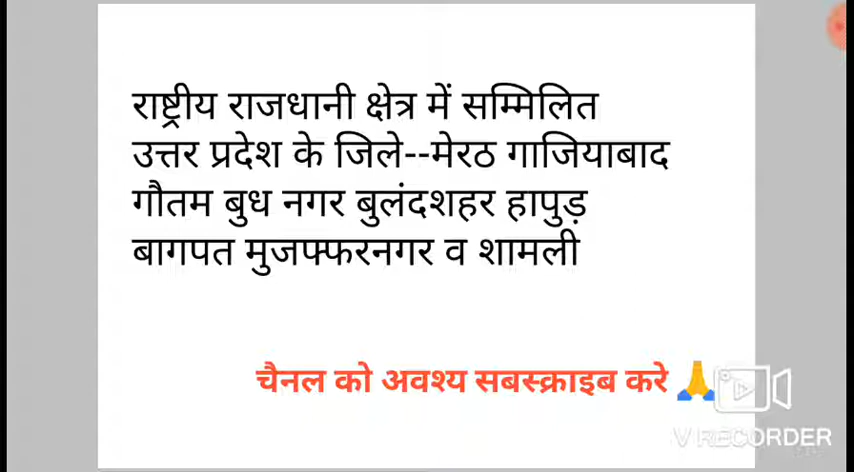 राष्ट्रीय राजधानी क्षेत्र में सम्मिलित
उत्तर प्रदेश के जिले--मेरठ गाजियाबाद
गौतम बुध नगर बुलंदशहर हापुड़
बागपत मुजफ्फरनगर व शामली
चैनल को अवश्य सबस्क्राइब करे 🙏
V RECORDER